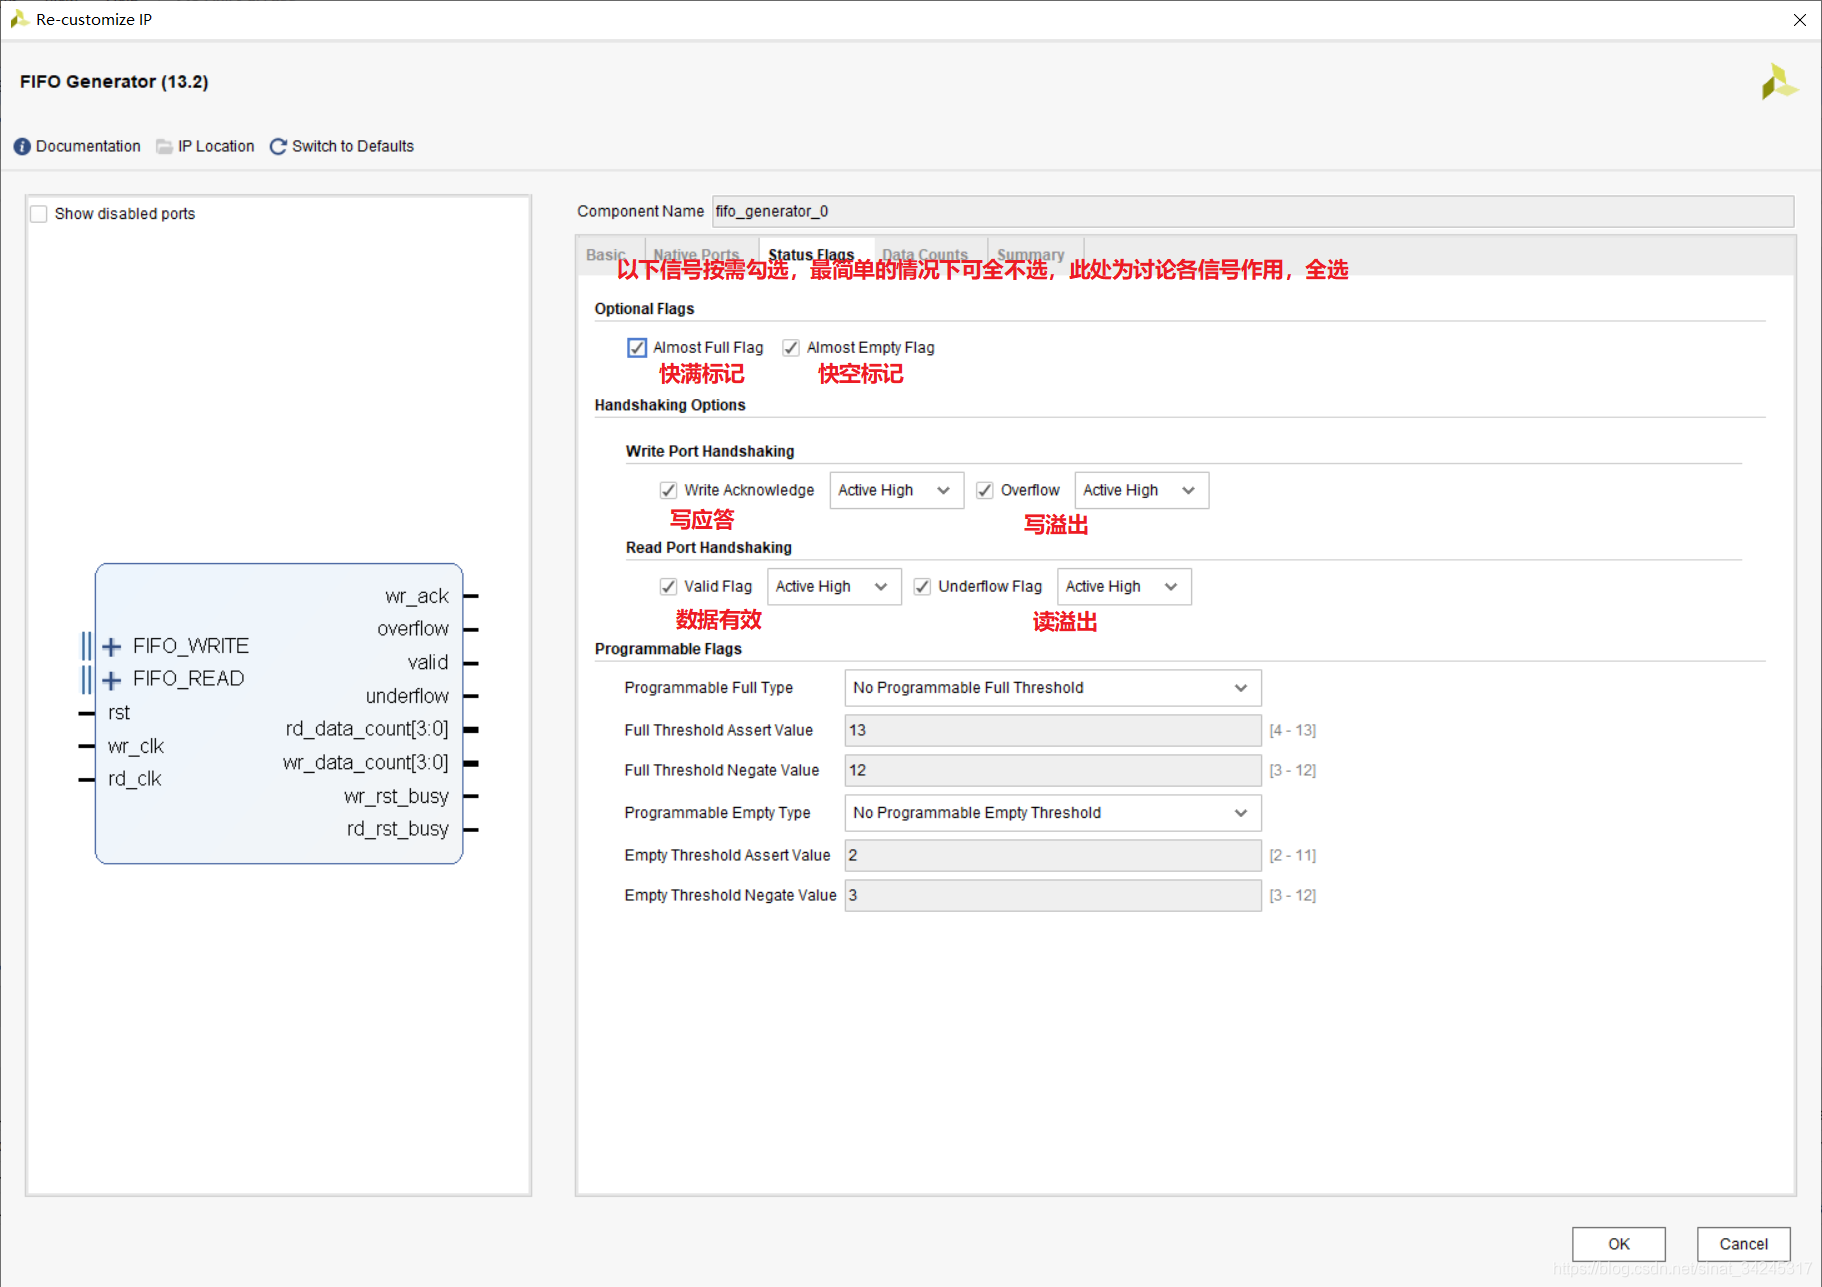 Re-customize IP
FIFO Generator (13.2)
Documentation IP Location Switch to Defaults
Show disabled ports
wr_ack
overflow
FIFO_WRITE
valid
FIFO_READ
underflow
rst
rd_data_count[3:0]
wr_clk
wr_data_count[3:0]
rd_clk
wr_rst_busy
rd_rst_busy
Component Name fifo_generator_0
Basic Native Ports Status Flags Data Counts Summary
以下信号按需勾选，最简单的情况下可全不选，此处为讨论各信号作用，全选
Optional Flags
Almost Full Flag Almost Empty Flag
快满标记 快空标记
Handshaking Options
Write Port Handshaking
Write Acknowledge Active High Overflow Active High
写应答 写溢出
Read Port Handshaking
Valid Flag Active High Underflow Flag Active High
数据有效 读溢出
Programmable Flags
Programmable Full Type No Programmable Full Threshold
Full Threshold Assert Value 13 [4 - 13]
Full Threshold Negate Value 12 [3 - 12]
Programmable Empty Type No Programmable Empty Threshold
Empty Threshold Assert Value 2 [2 - 11]
Empty Threshold Negate Value 3 [3 - 12]
OK Cancel
https://blog.csdn.net/sinat_34245317